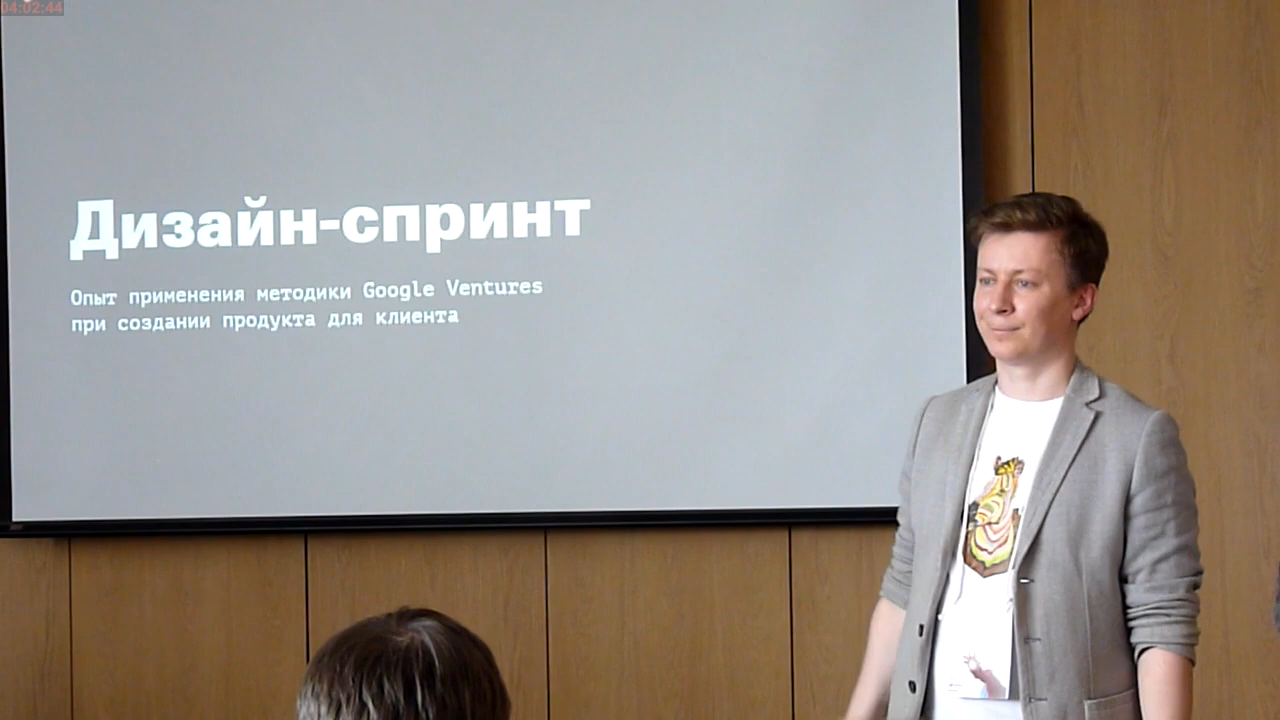 04:02:44
Дизайн-спринт
Опыт применения методики Google Ventures
при создании продукта для клиента